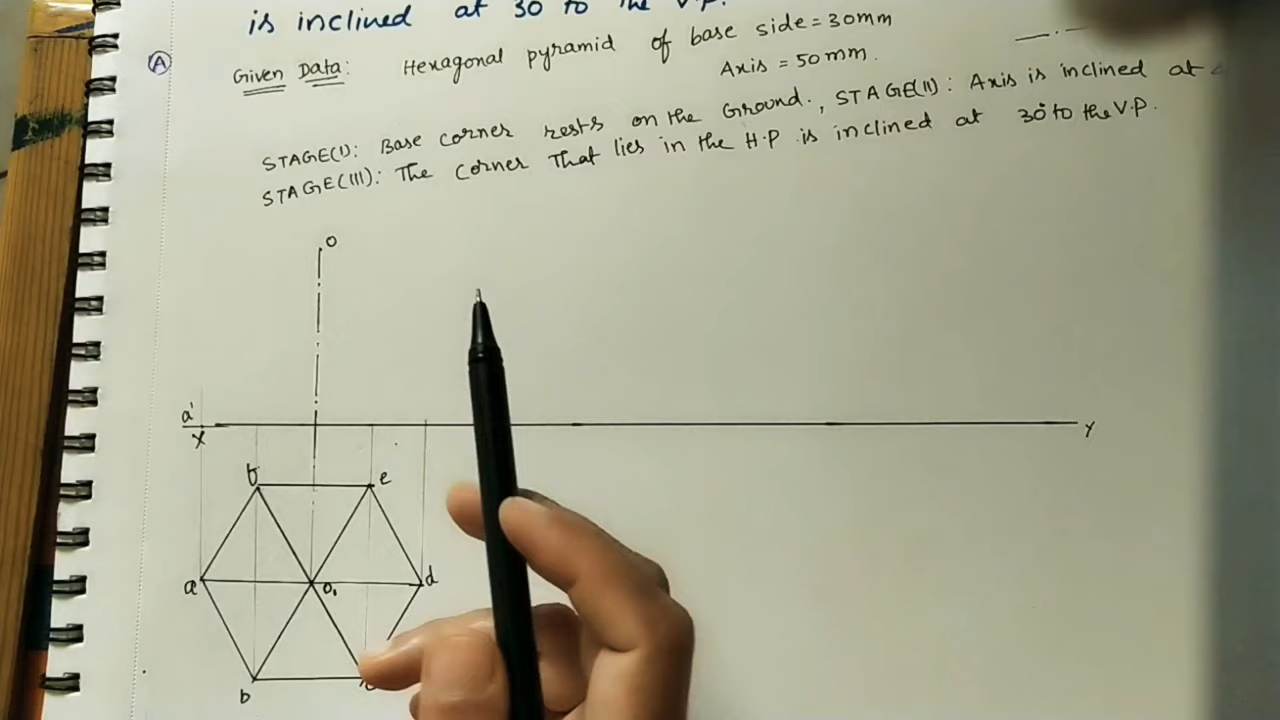 is inclined at 30 to the V.P.
A Given Data: Hexagonal pyramid of base side = 30mm
Axis = 50mm.
STAGE(I): Base corner rests on the Ground., STAGE(II): Axis is inclined at
STAGE(III): The corner That lies in the H.P is inclined at 30° to the V.P.
o
a'
X
Y
f
e
a
o₁
d
b